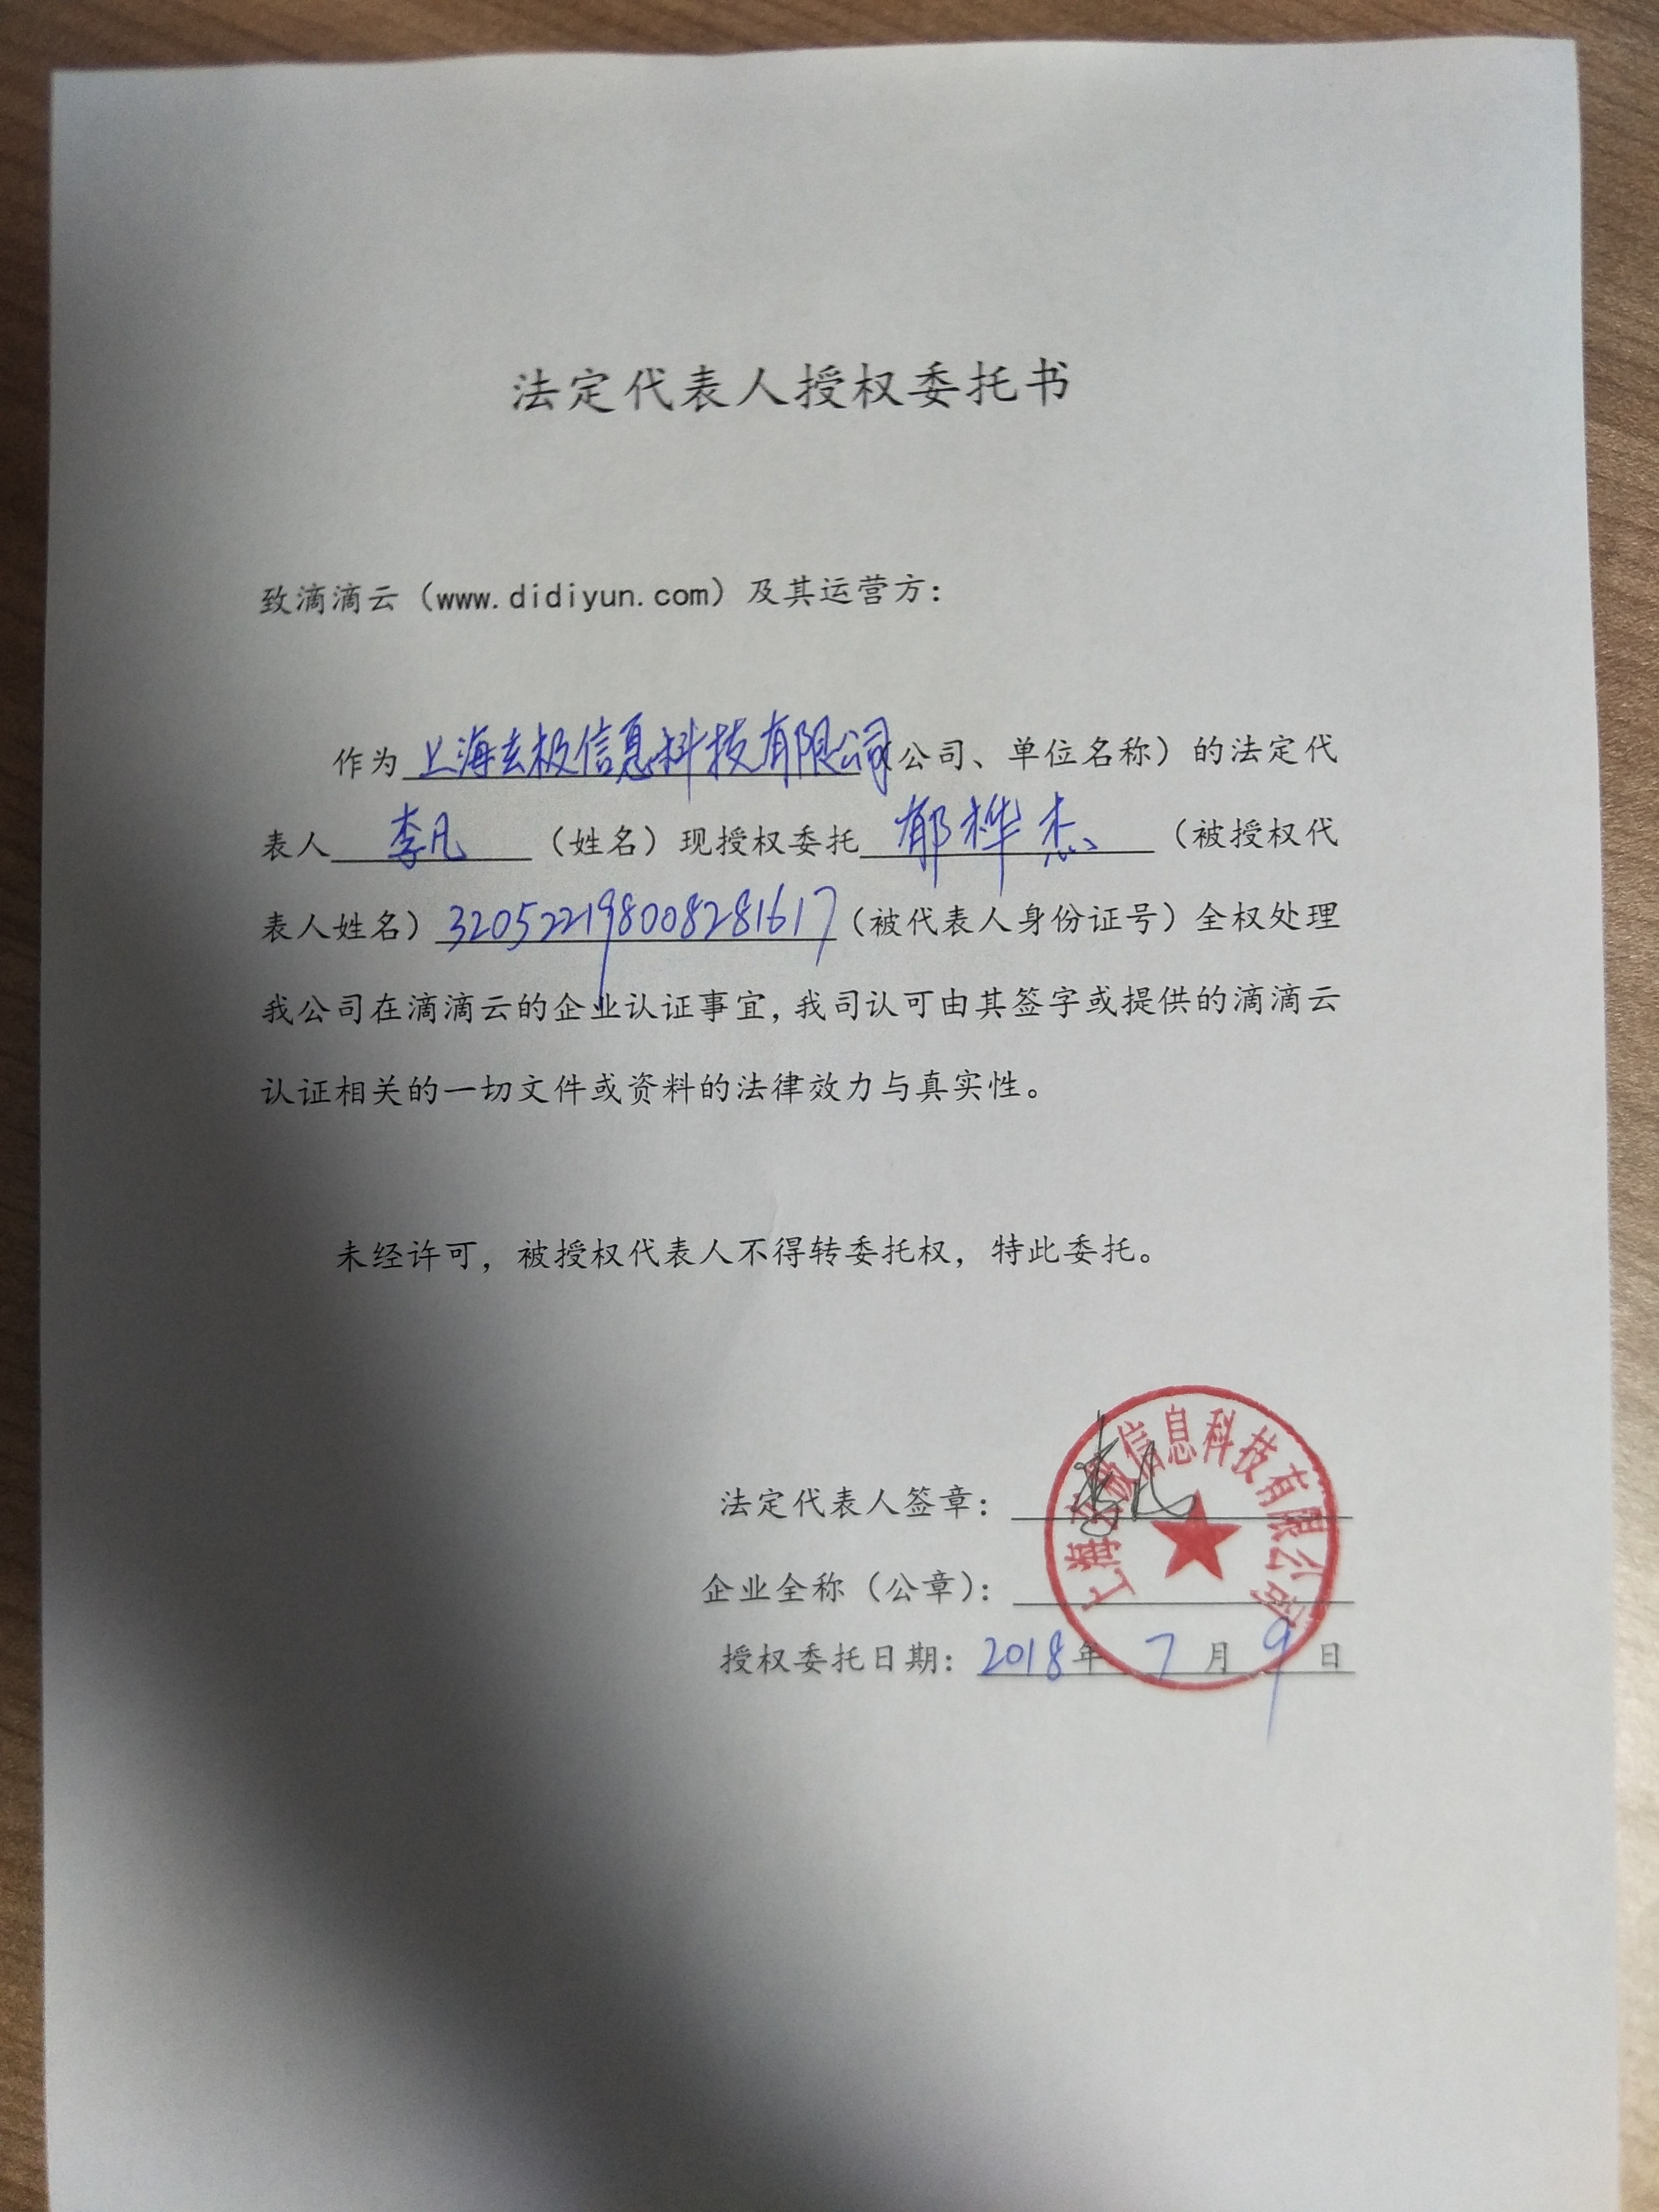 法定代表人授权委托书
致滴滴云（www.didiyun.com）及其运营方：
作为上海玄极信息科技有限公司公司、单位名称）的法定代
表人李凡（姓名）现授权委托郁桦杰（被授权代
表人姓名）320522198008281617（被代表人身份证号）全权处理
我公司在滴滴云的企业认证事宜，我司认可由其签字或提供的滴滴云
认证相关的一切文件或资料的法律效力与真实性。
未经许可，被授权代表人不得转委托权，特此委托。
法定代表人签章：李凡
企业全称（公章）：
上海 信息科技有限公司
授权委托日期：2018年7月9日